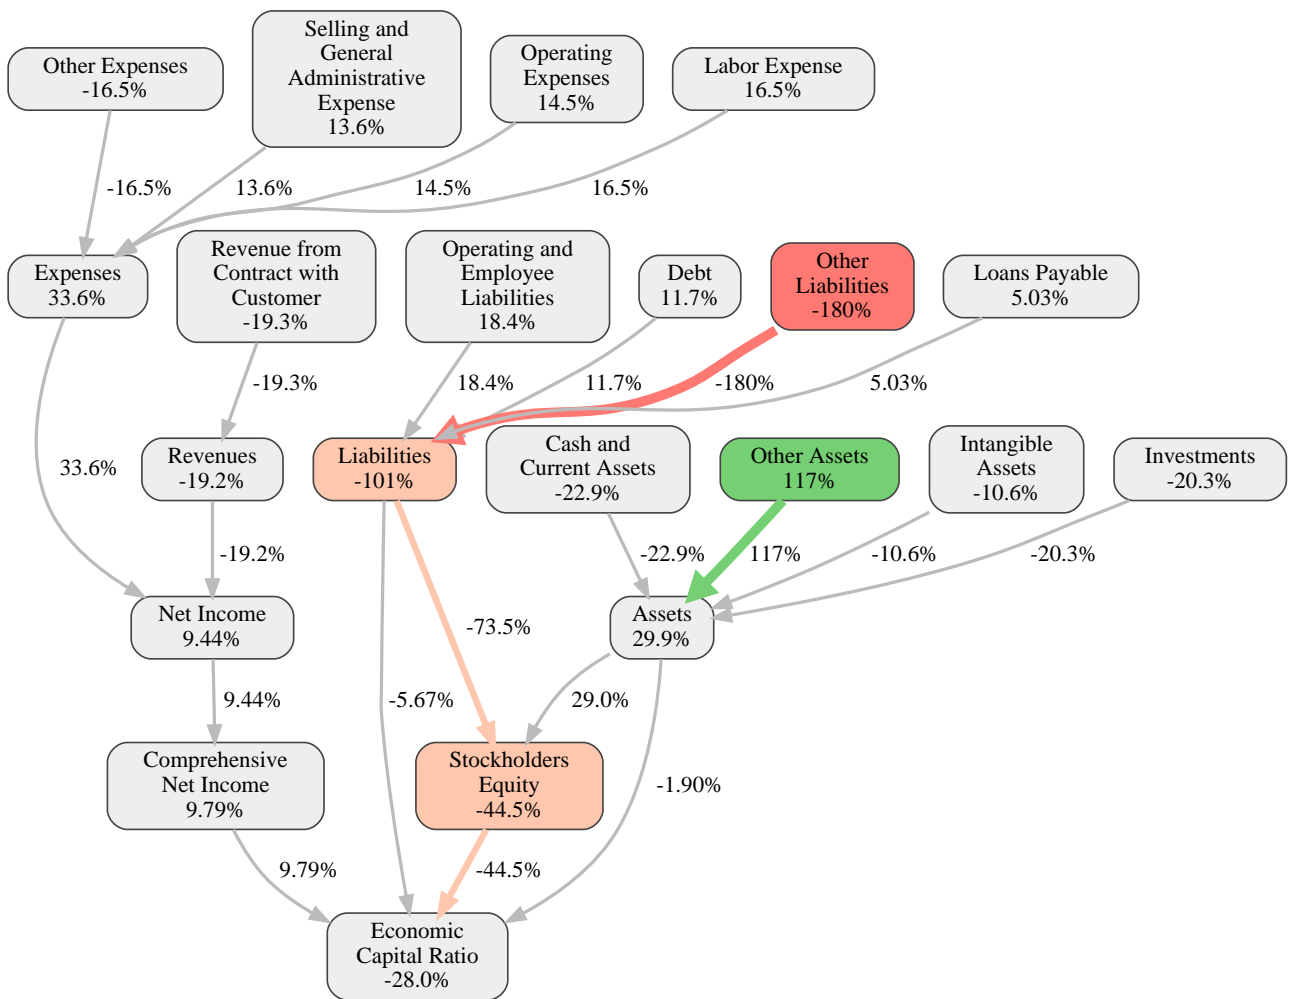 Other Expenses
-16.5%
Selling and
General
Administrative
Expense
13.6%
Operating
Expenses
14.5%
Labor Expense
16.5%
-16.5%
13.6%
14.5%
16.5%
Expenses
33.6%
Revenue from
Contract with
Customer
-19.3%
Operating and
Employee
Liabilities
18.4%
Debt
11.7%
Other
Liabilities
-180%
Loans Payable
5.03%
-19.3%
18.4%
11.7%
-180%
5.03%
33.6%
Revenues
-19.2%
Liabilities
-101%
Cash and
Current Assets
-22.9%
Other Assets
117%
Intangible
Assets
-10.6%
Investments
-20.3%
-19.2%
-22.9%
117%
-10.6%
-20.3%
Net Income
9.44%
-73.5%
Assets
29.9%
9.44%
-5.67%
29.0%
Comprehensive
Net Income
9.79%
Stockholders
Equity
-44.5%
-1.90%
9.79%
-44.5%
Economic
Capital Ratio
-28.0%